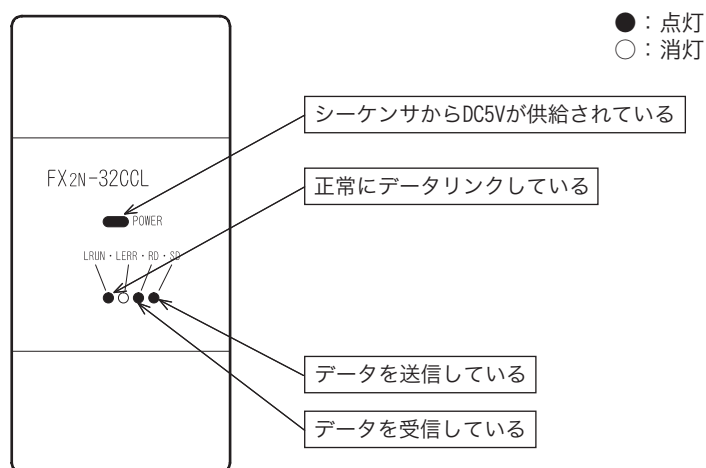 ●：点灯
○：消灯
シーケンサからDC5Vが供給されている
正常にデータリンクしている
FX2N-32CCL
POWER
LRUN・LERR・RD・SD
データを送信している
データを受信している